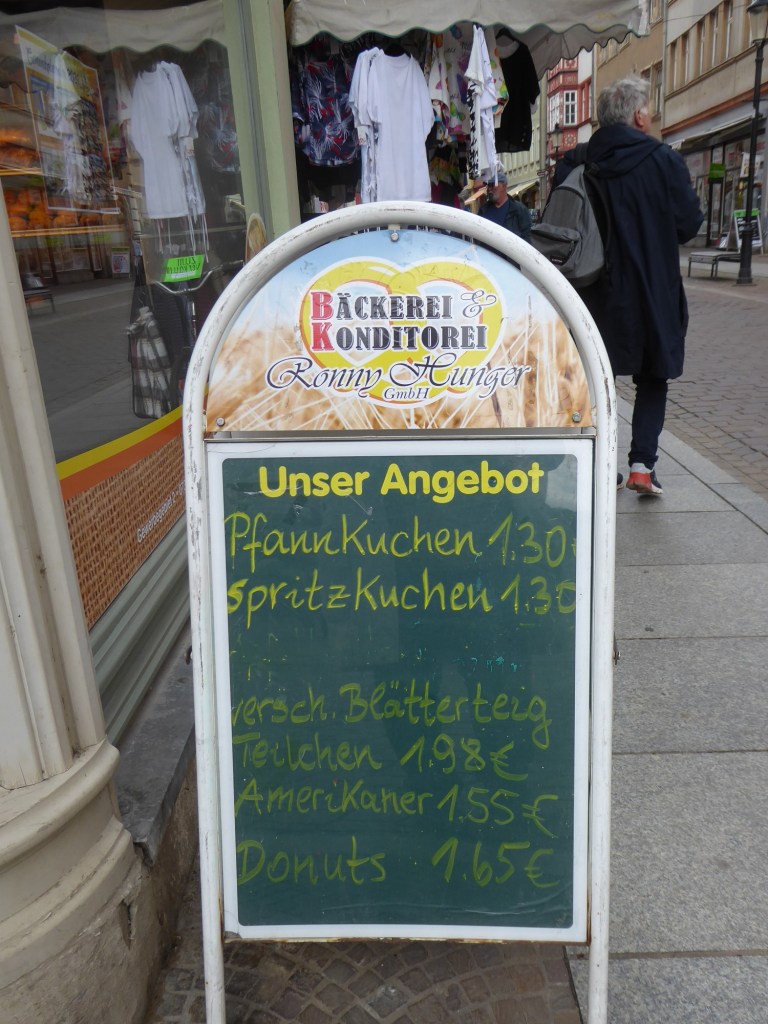 BÄCKEREI &
KONDITOREI
Ronny Hunger
GmbH
Unser Angebot
Pfannkuchen 1.30€
Spritzkuchen 1.30
versch. Blätterteig
Teilchen 1.98€
Amerikaner 1.55€
Donuts 1.65€